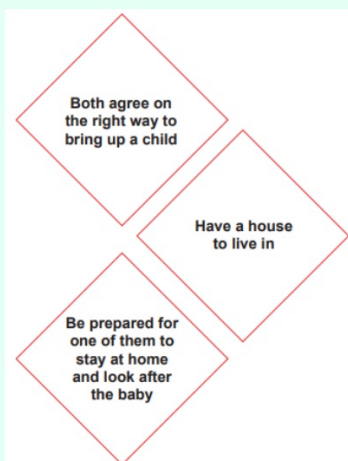 Both agree on
the right way to
bring up a child
Have a house
to live in
Be prepared for
one of them to
stay at home
and look after
the baby